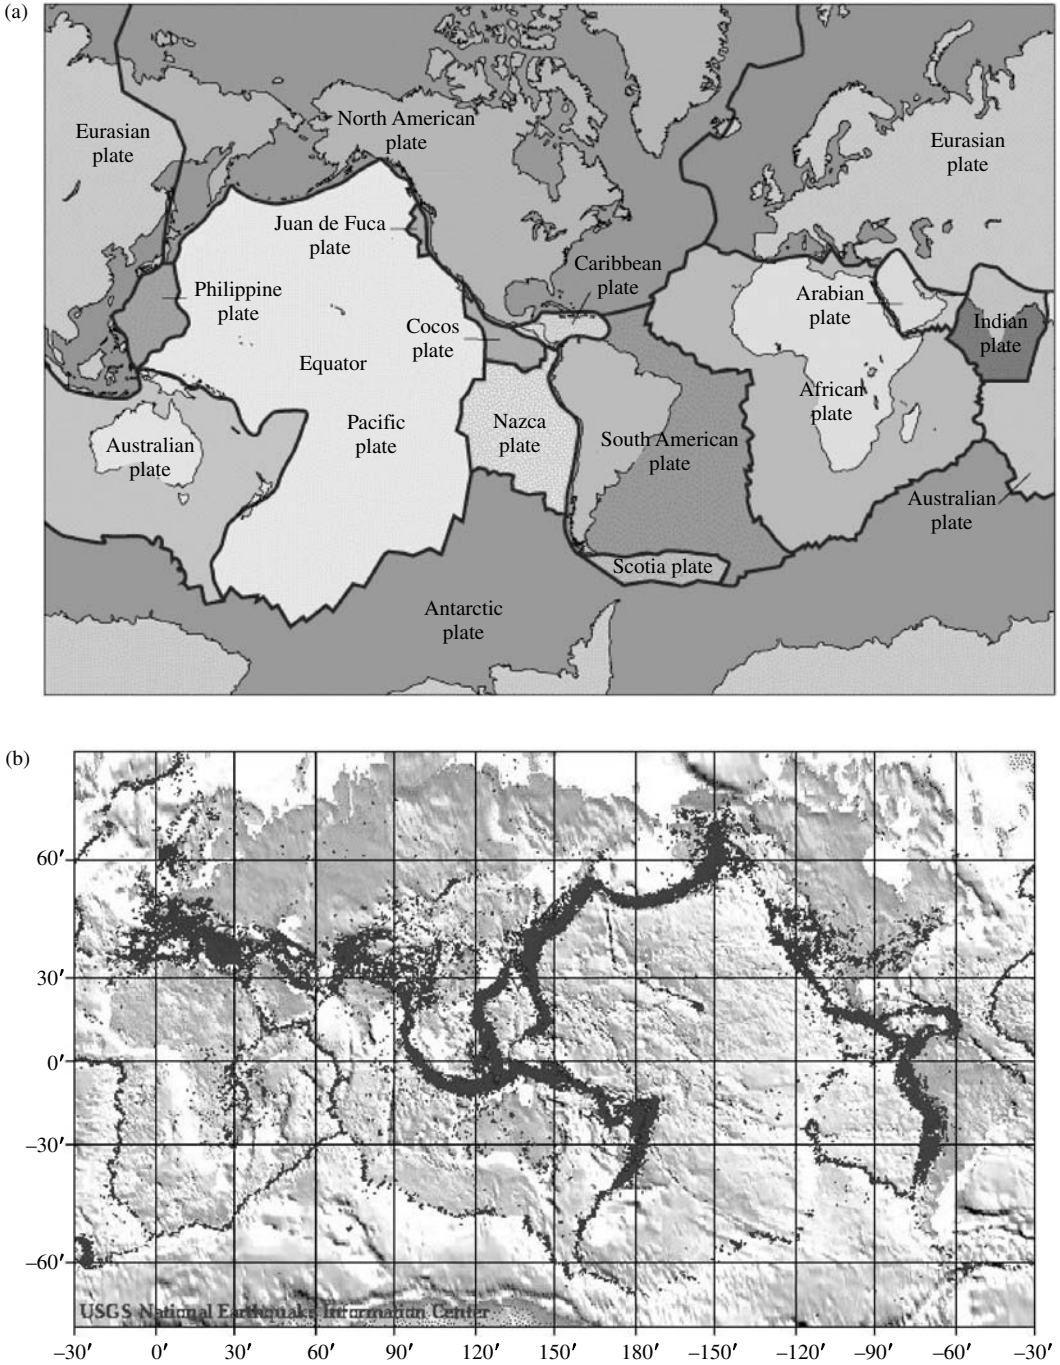 (a)
Eurasian
plate
North American
plate
Eurasian
plate
Juan de Fuca
plate
Caribbean
plate
Philippine
plate
Arabian
plate
Cocos
plate
Indian
plate
Equator
African
plate
Pacific
plate
Nazca
plate
South American
plate
Australian
plate
Australian
plate
Scotia plate
Antarctic
plate
(b)
60′
30′
0′
–30′
–60′
USGS National Earthquake Information Center
–30′ 0′ 30′ 60′ 90′ 120′ 150′ 180′ –150′ –120′ –90′ –60′ –30′